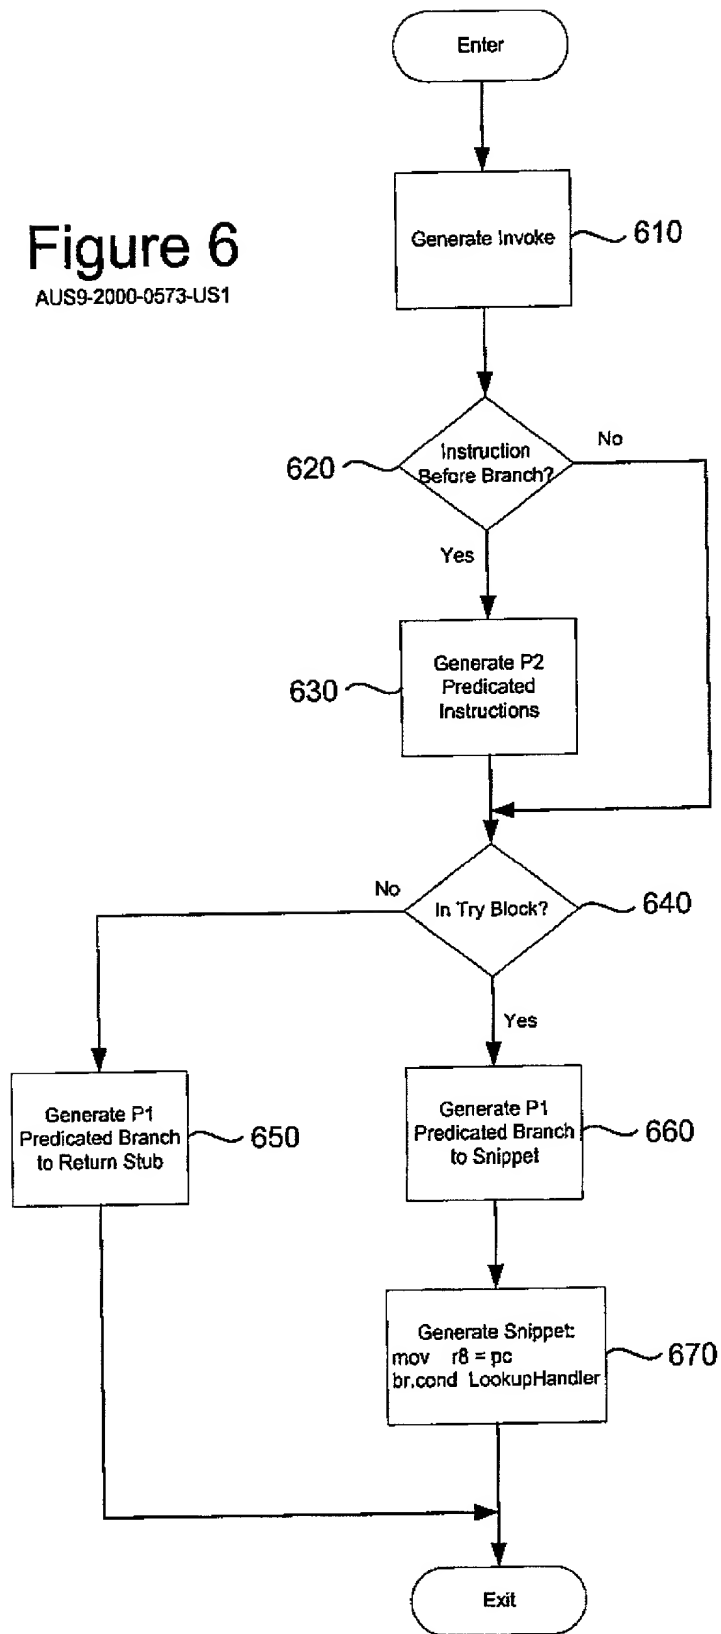 Enter
Generate Invoke
610
Figure 6
AUS9-2000-0573-US1
620
Instruction
Before Branch?
No
Yes
630
Generate P2
Predicated
Instructions
No
In Try Block?
640
Yes
Generate P1
Predicated Branch
to Return Stub
650
Generate P1
Predicated Branch
to Snippet
660
Generate Snippet:
mov r8 = pc
br.cond LookupHandler
670
Exit